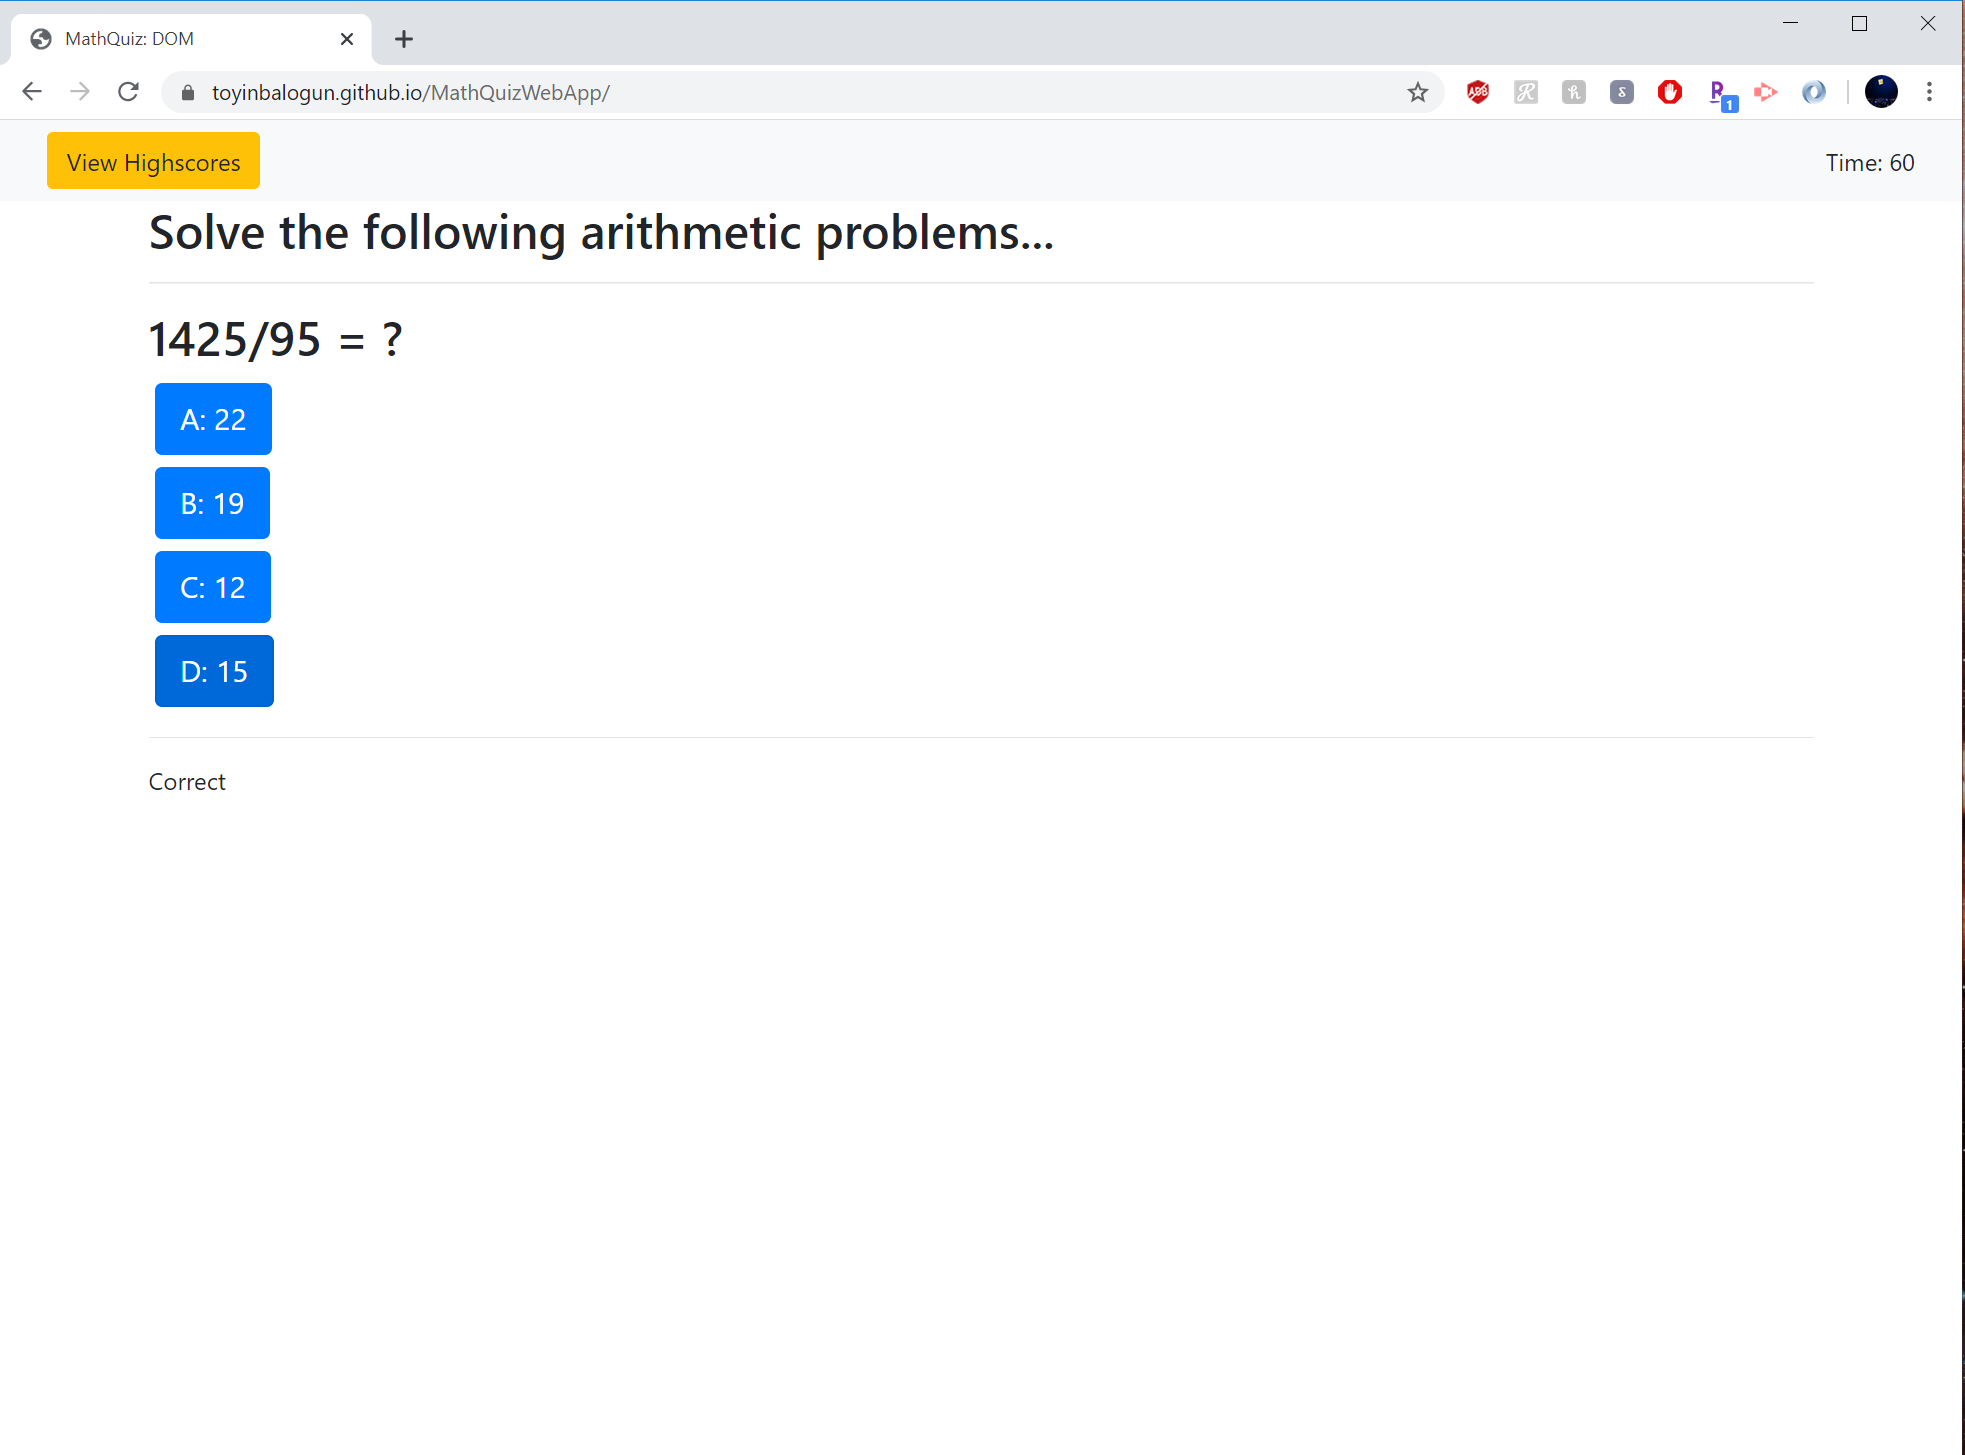 MathQuiz: DOM
toyinbalogun.github.io/MathQuizWebApp/
1
View Highscores
Time: 60
Solve the following arithmetic problems...
1425/95 = ?
A: 22
B: 19
C: 12
D: 15
Correct